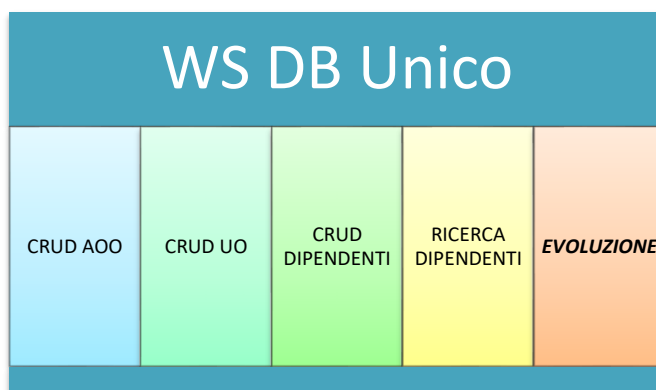 WS DB Unico
CRUD AOO
CRUD UO
CRUD
DIPENDENTI
RICERCA
DIPENDENTI
EVOLUZIONE